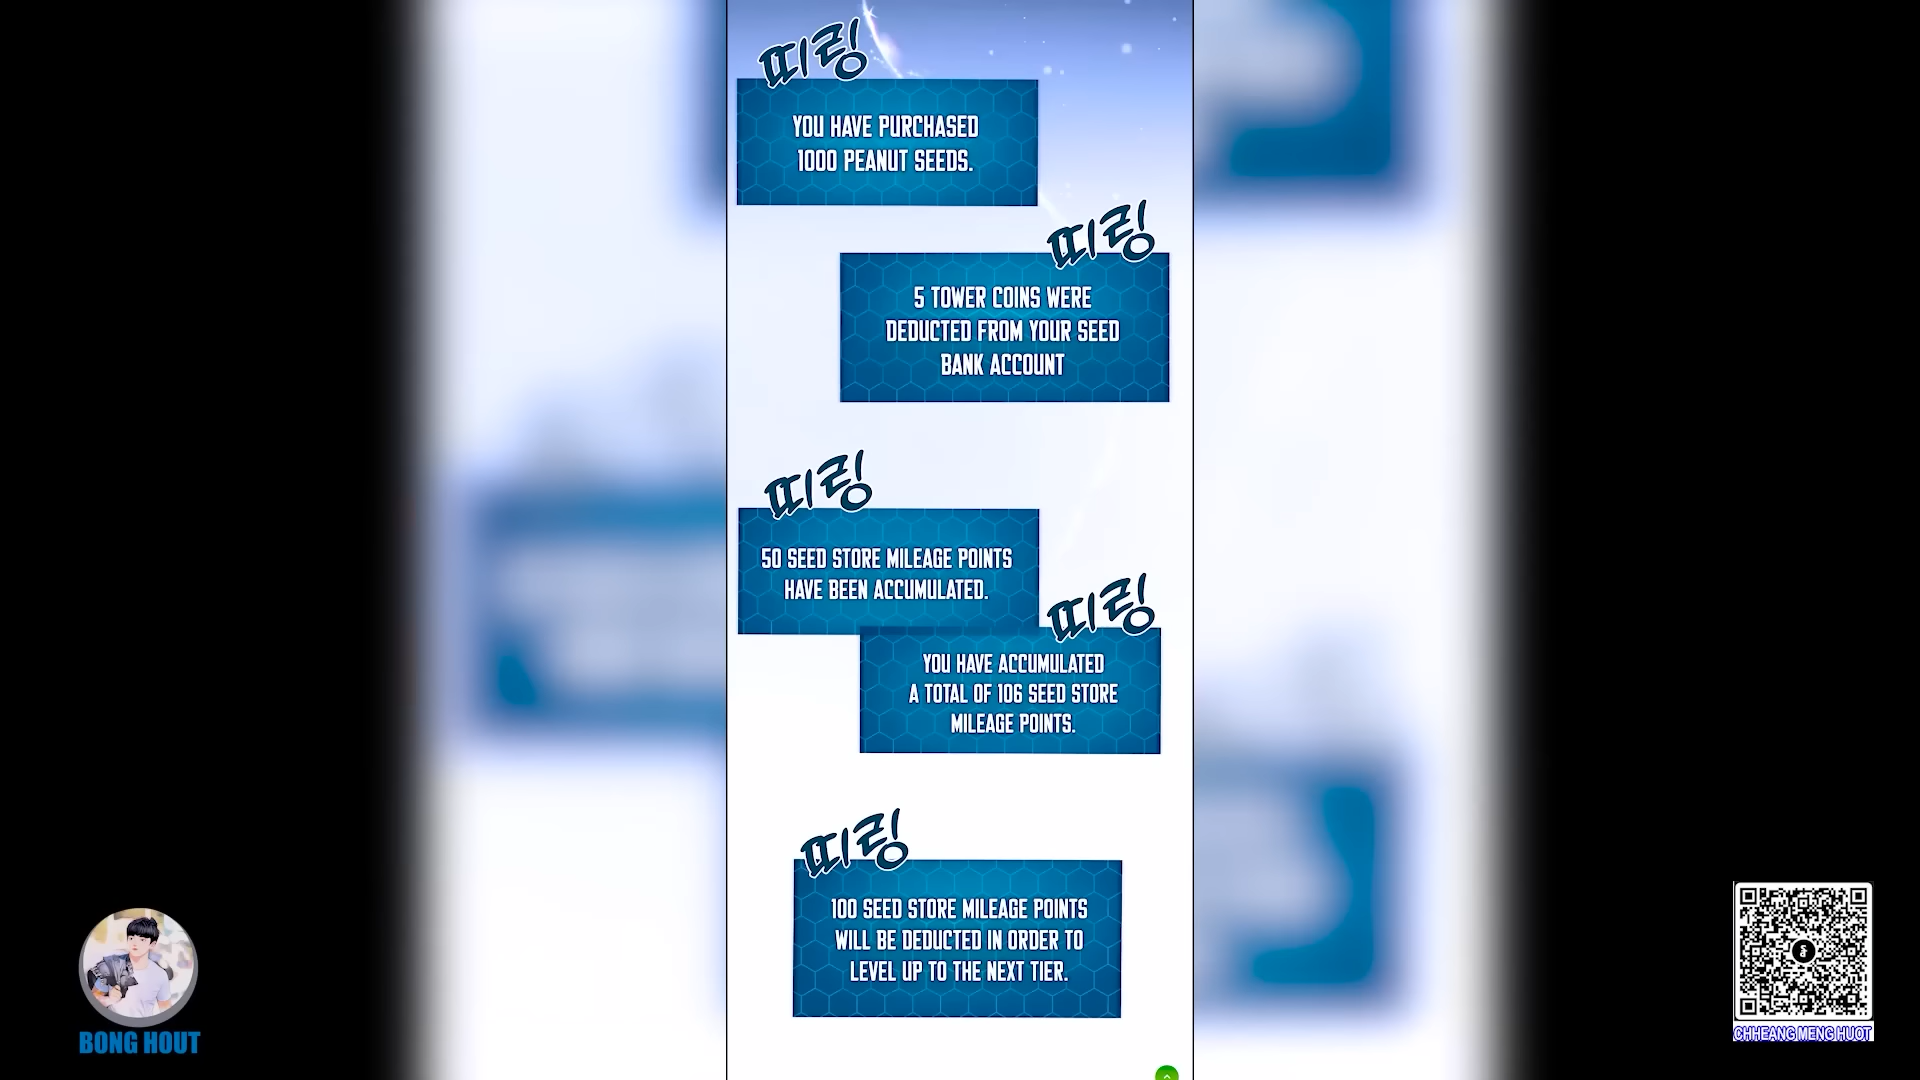 띠링
YOU HAVE PURCHASED
1000 PEANUT SEEDS.
띠링
5 TOWER COINS WERE
DEDUCTED FROM YOUR SEED
BANK ACCOUNT
띠링
50 SEED STORE MILEAGE POINTS
HAVE BEEN ACCUMULATED.
띠링
YOU HAVE ACCUMULATED
A TOTAL OF 106 SEED STORE
MILEAGE POINTS.
띠링
100 SEED STORE MILEAGE POINTS
WILL BE DEDUCTED IN ORDER TO
LEVEL UP TO THE NEXT TIER.
BONG HOUT
CHHEANG MENG HUOT